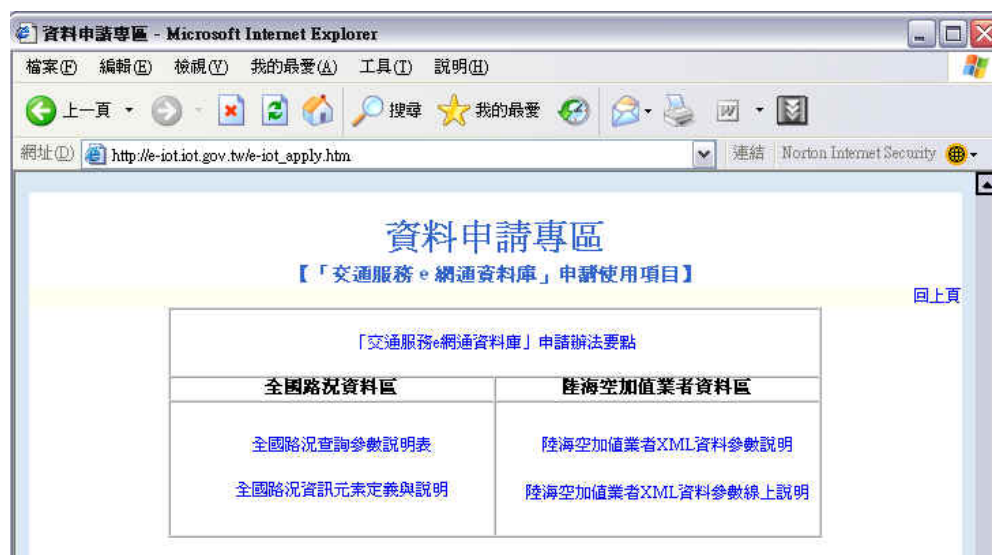 資料申請專區 - Microsoft Internet Explorer
檔案(F) 編輯(E) 檢視(V) 我的最愛(A) 工具(T) 說明(H)
上一頁 搜尋 我的最愛
網址(D) http://e-iot.iot.gov.tw/e-iot_apply.htm 連結 Norton Internet Security
資料申請專區
【「交通服務 e 網通資料庫」申請使用項目】
回上頁
「交通服務e網通資料庫」申請辦法要點
全國路況資料區 陸海空加值業者資料區
全國路況查詢參數說明表 陸海空加值業者XML資料參數說明
全國路況資訊元素定義與說明 陸海空加值業者XML資料參數線上說明